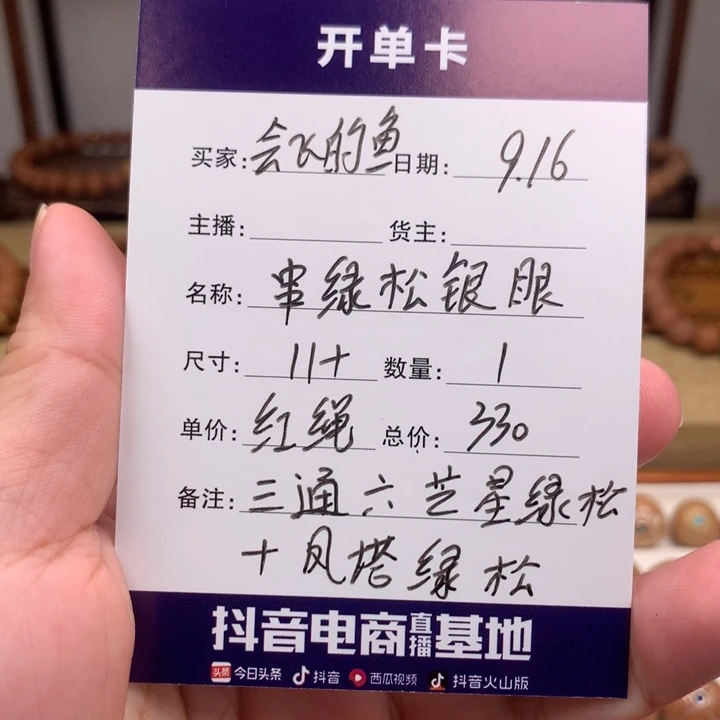 开单卡
买家:会飞的鱼 日期:9.16
主播: 货主:
名称:串绿松银眼
尺寸:11+ 数量:1
单价:红绳 总价:330
备注:三通六芒星绿松
+凤塔绿松
抖音电商直播基地
头条 今日头条 抖音 西瓜视频 抖音火山版